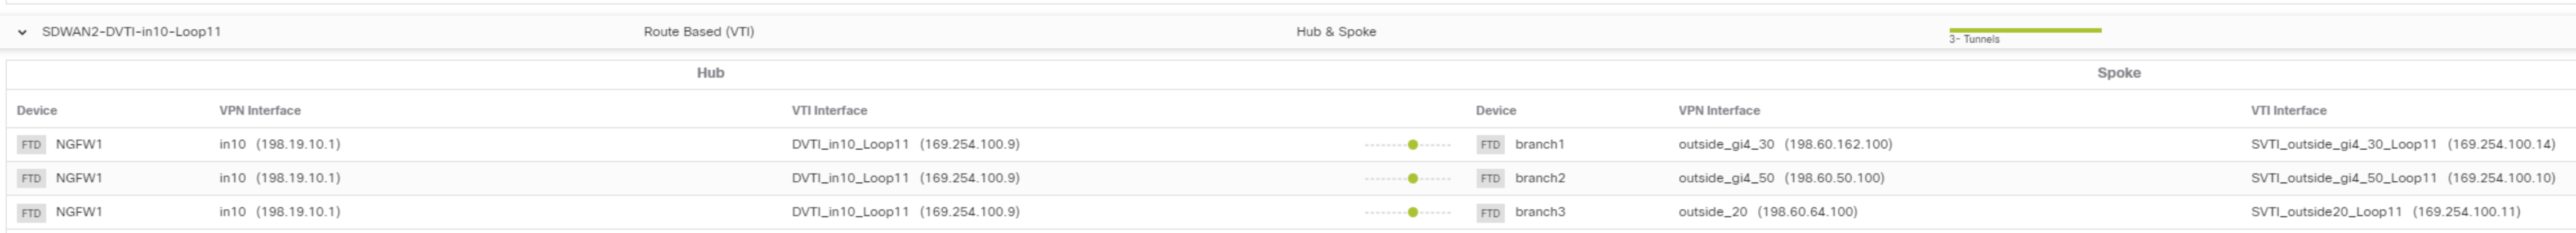 SDWAN2-DVTI-in10-Loop11 Route Based (VTI) Hub & Spoke 3- Tunnels
Hub Spoke
Device VPN Interface VTI Interface Device VPN Interface VTI Interface
FTD NGFW1 in10 (198.19.10.1) DVTI_in10_Loop11 (169.254.100.9) FTD branch1 outside_gi4_30 (198.60.162.100) SVTI_outside_gi4_30_Loop11 (169.254.100.14)
FTD NGFW1 in10 (198.19.10.1) DVTI_in10_Loop11 (169.254.100.9) FTD branch2 outside_gi4_50 (198.60.50.100) SVTI_outside_gi4_50_Loop11 (169.254.100.10)
FTD NGFW1 in10 (198.19.10.1) DVTI_in10_Loop11 (169.254.100.9) FTD branch3 outside_20 (198.60.64.100) SVTI_outside20_Loop11 (169.254.100.11)